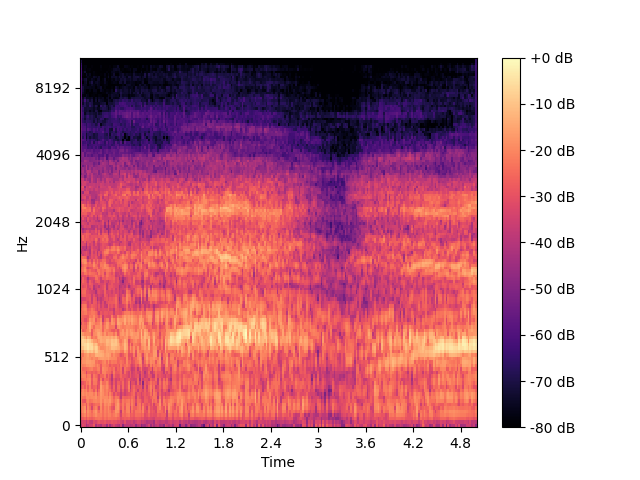 8192
4096
2048
1024
512
0
Hz
0 0.6 1.2 1.8 2.4 3 3.6 4.2 4.8
Time
+0 dB
-10 dB
-20 dB
-30 dB
-40 dB
-50 dB
-60 dB
-70 dB
-80 dB